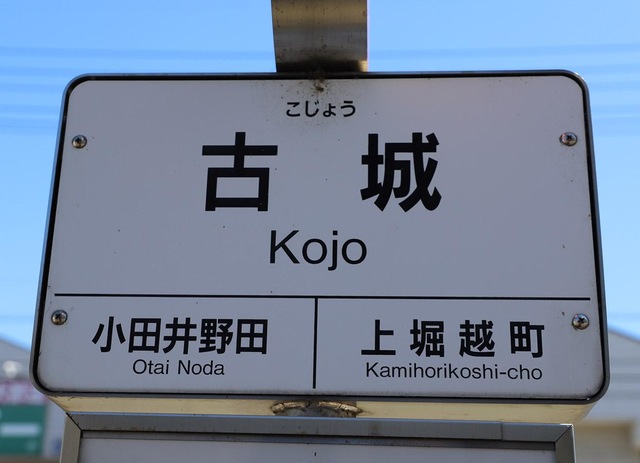 こじょう
古城
Kojo
小田井野田
Otai Noda
上堀越町
Kamihorikoshi-cho